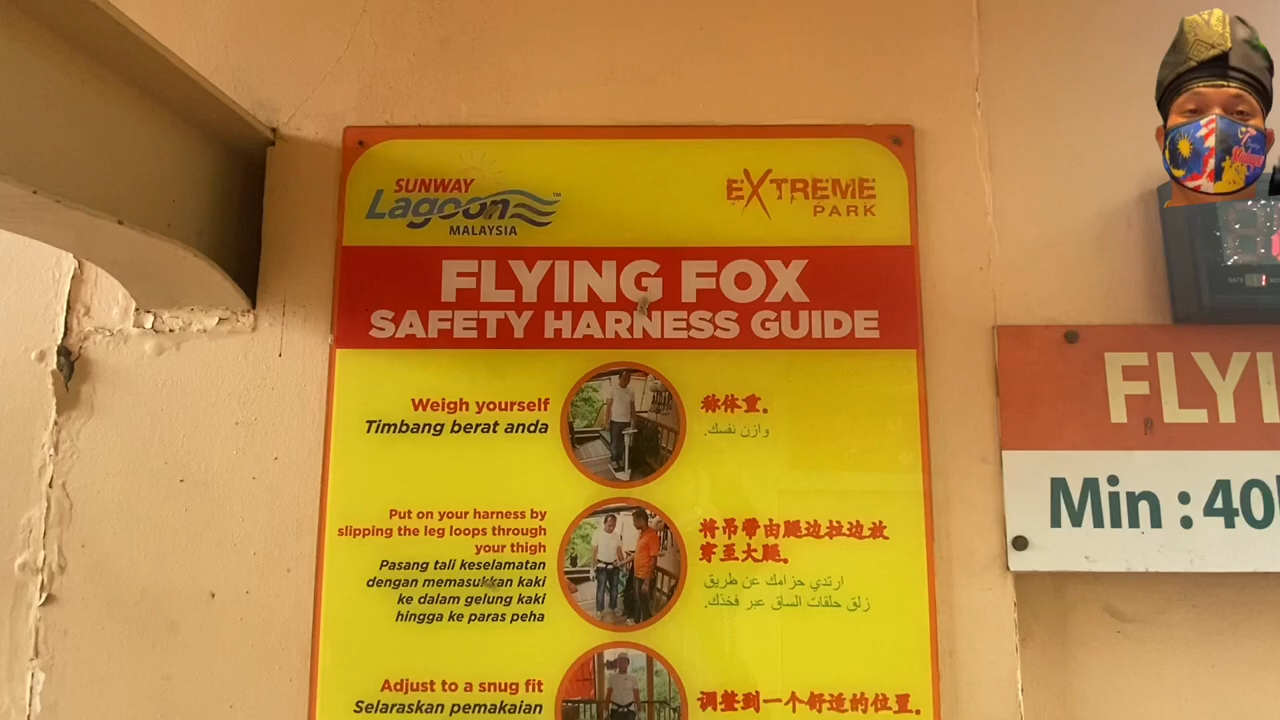 SUNWAY
Lagoon™
MALAYSIA
EXTREME
PARK
FLYING FOX
SAFETY HARNESS GUIDE
Weigh yourself
Timbang berat anda
称体重。
وازن نفسك.
Put on your harness by
slipping the leg loops through
your thigh
Pasang tali keselamatan
dengan memasukkan kaki
ke dalam gelung kaki
hingga ke paras peha
将吊带由腿边拉边放
穿至大腿。
ارتدي حزامك عن طريق
زلق حلقات الساق عبر فخذك.
Adjust to a snug fit
Selaraskan pemakaian
调整到一个舒适的位置。
FLYI
Min : 40
DATE